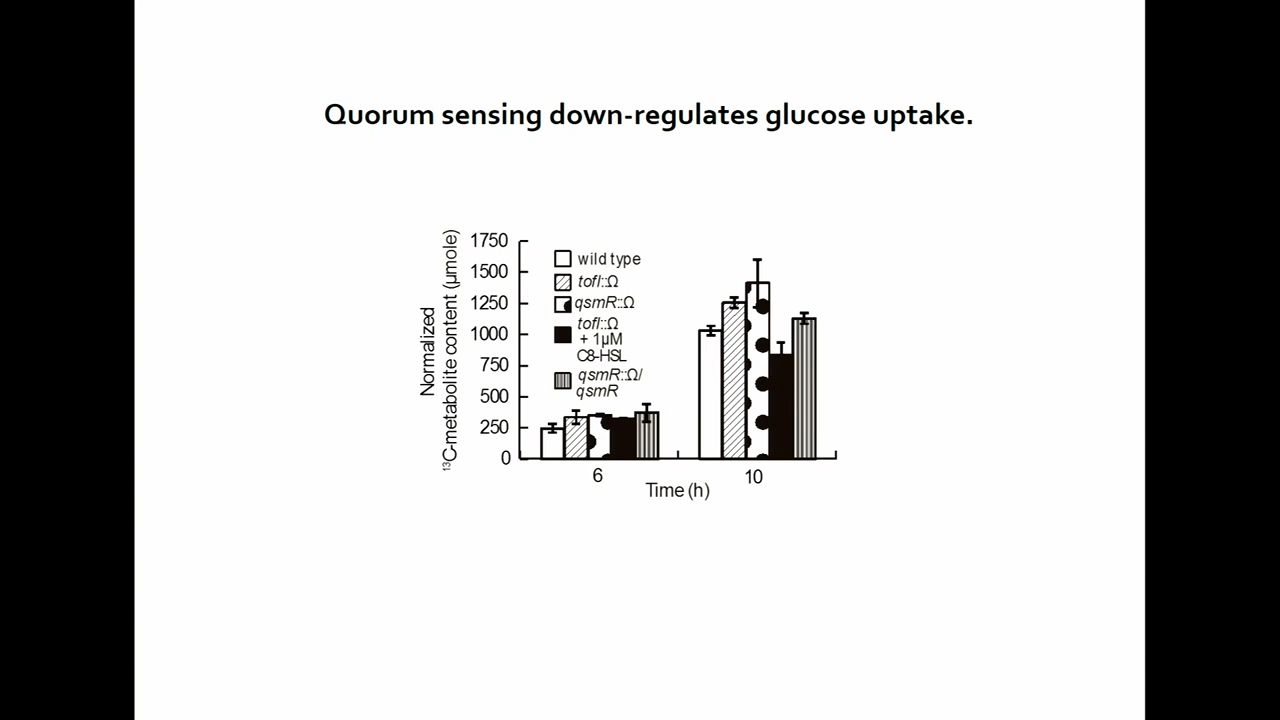 Quorum sensing down-regulates glucose uptake.
Normalized
¹³C-metabolite content (µmole)
1750
1500
1250
1000
750
500
250
0
wild type
tofI::Ω
qsmR::Ω
tofI::Ω
+ 1µM
C8-HSL
qsmR::Ω/
qsmR
6
10
Time (h)